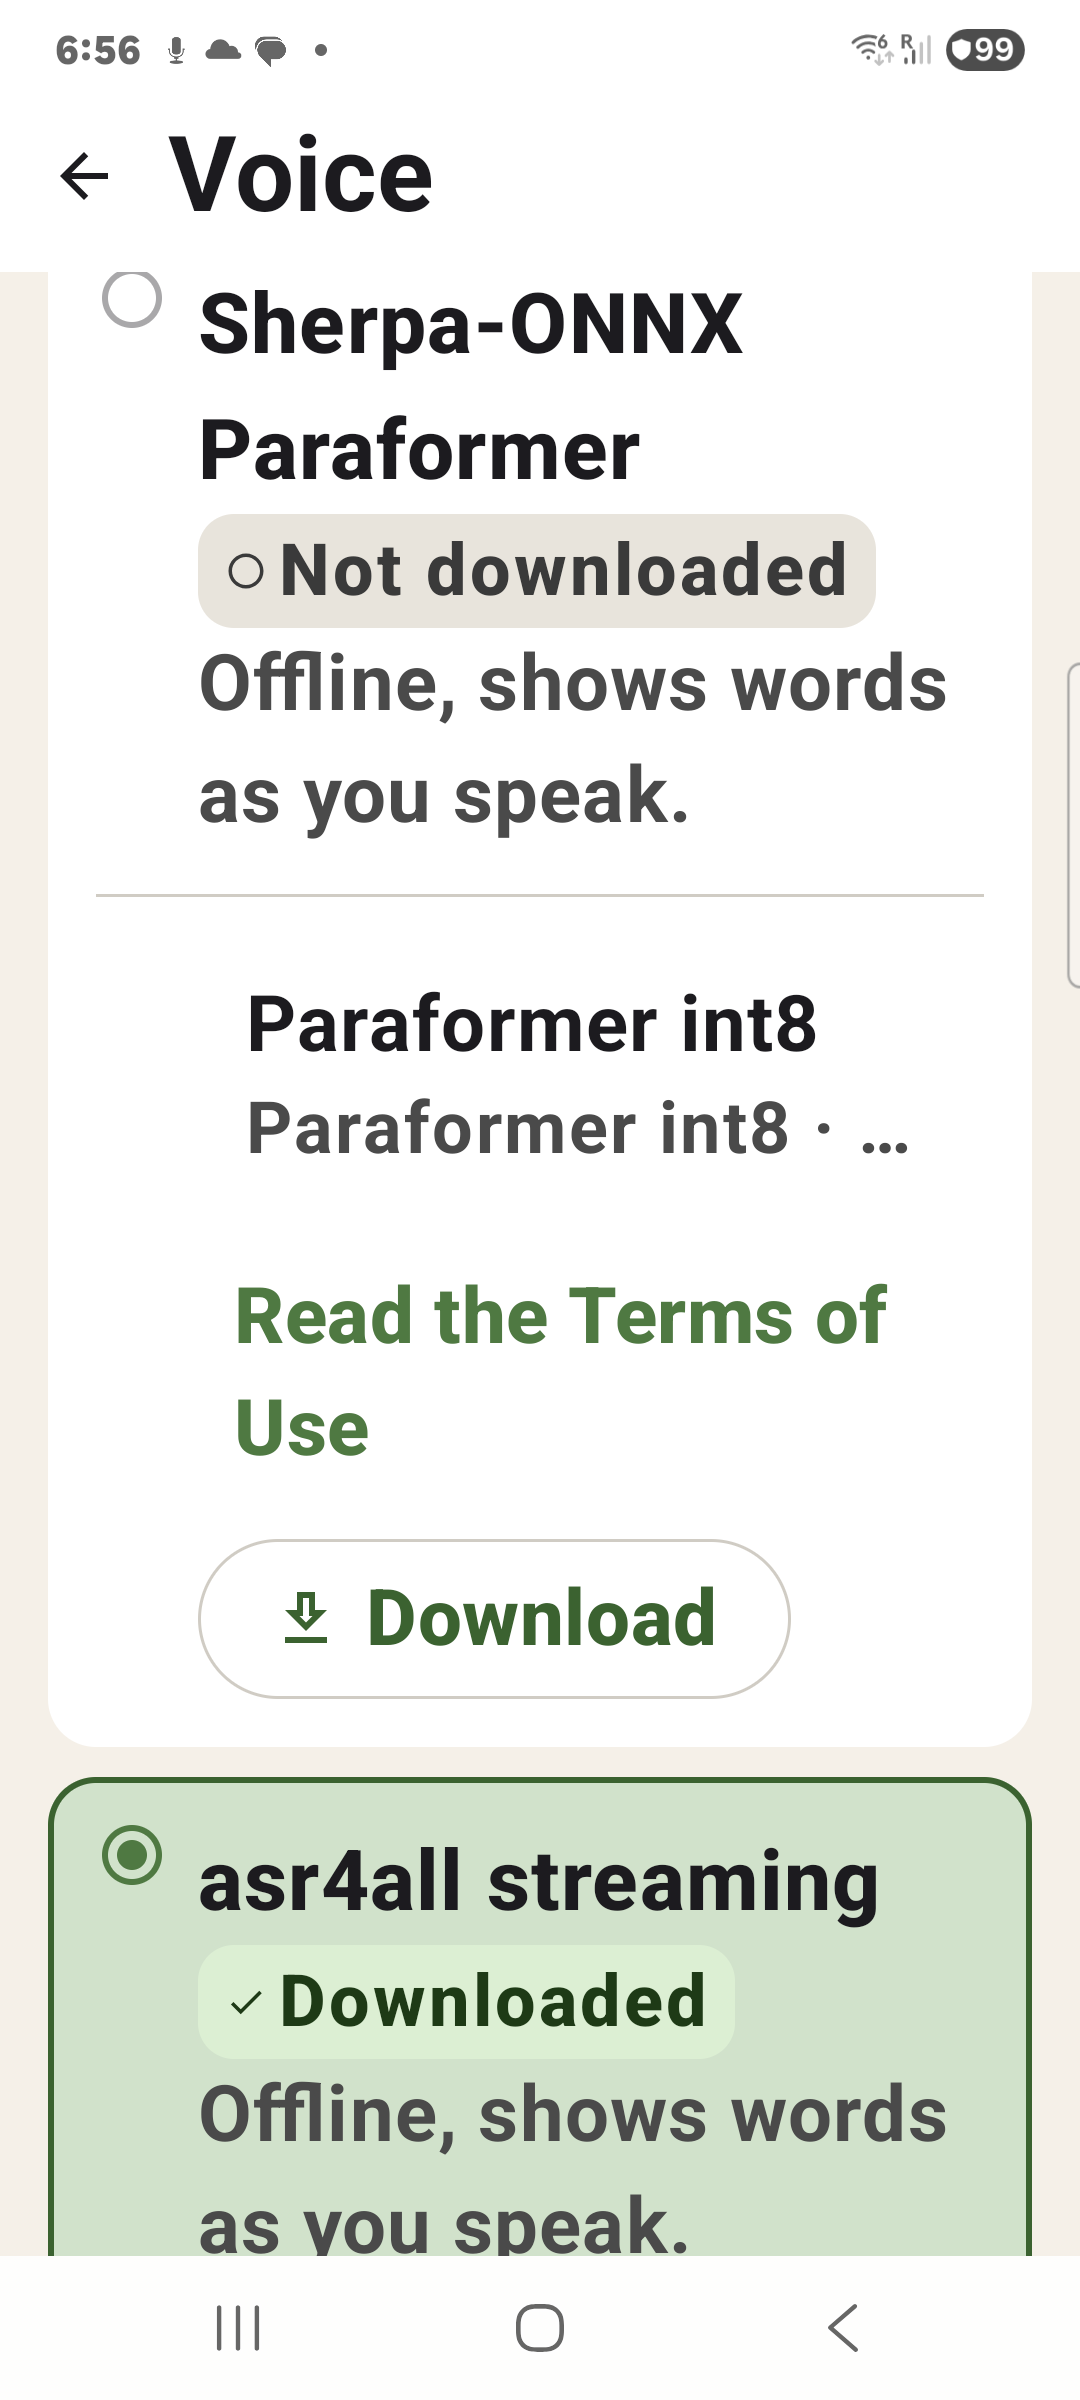 6:56
R
99
Voice
Sherpa-ONNX
Paraformer
Not downloaded
Offline, shows words
as you speak.
Paraformer int8
Paraformer int8 · …
Read the Terms of
Use
Download
asr4all streaming
Downloaded
Offline, shows words
as you speak.